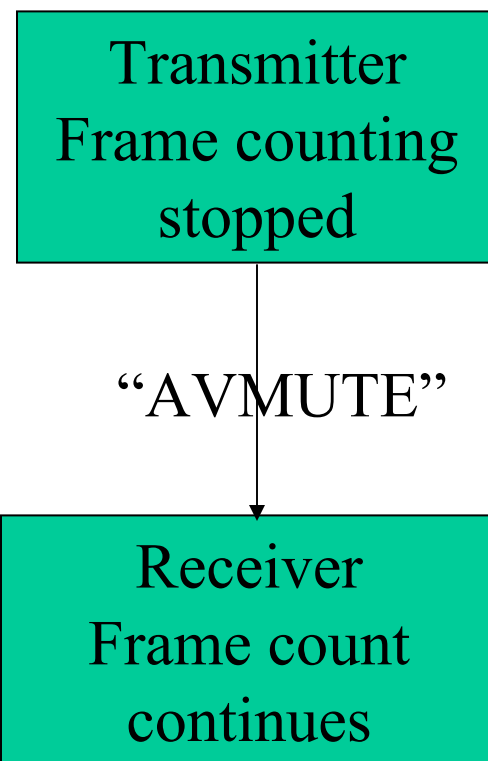 Transmitter
Frame counting
stopped
“AVMUTE”
Receiver
Frame count
continues